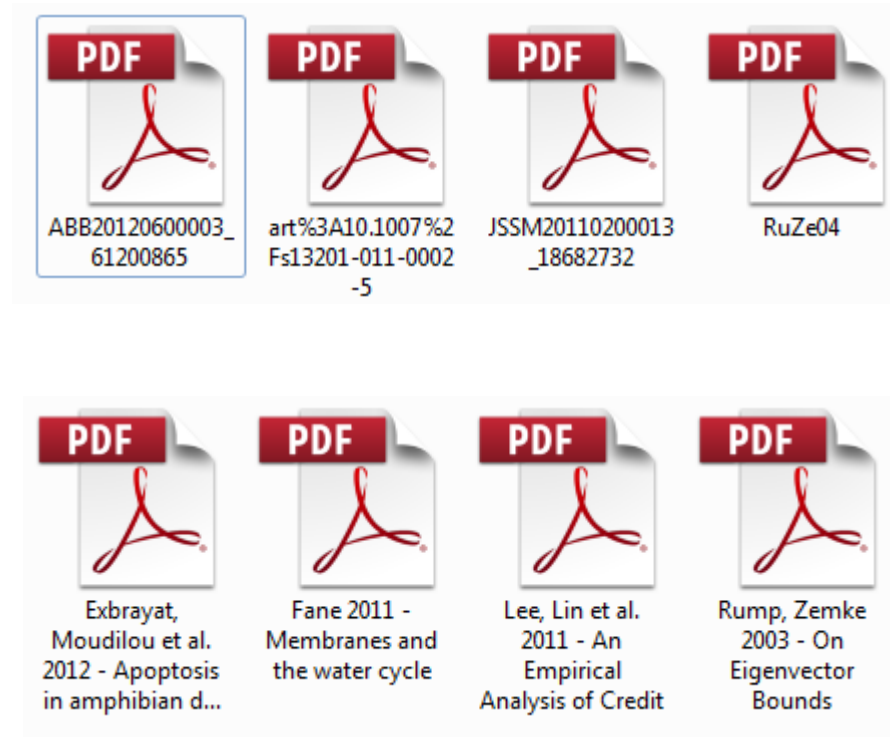 PDF PDF PDF PDF
ABB20120600003_ art%3A10.1007%2 JSSM20110200013 RuZe04
61200865 Fs13201-011-0002 _18682732
-5
PDF PDF PDF PDF
Exbrayat, Fane 2011 - Lee, Lin et al. Rump, Zemke
Moudilou et al. Membranes and 2011 - An 2003 - On
2012 - Apoptosis the water cycle Empirical Eigenvector
in amphibian d... Analysis of Credit Bounds